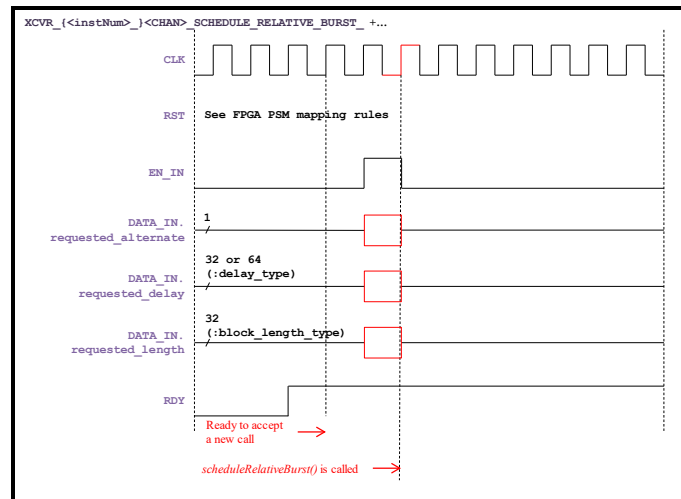 XCVR_{<instNum>_}<CHAN>_SCHEDULE_RELATIVE_BURST_ +...
CLK
RST See FPGA PSM mapping rules
EN_IN
1
DATA_IN.
requested_alternate
32 or 64
(:delay_type)
DATA_IN.
requested_delay
32
(:block_length_type)
DATA_IN.
requested_length
RDY
Ready to accept
a new call
scheduleRelativeBurst() is called